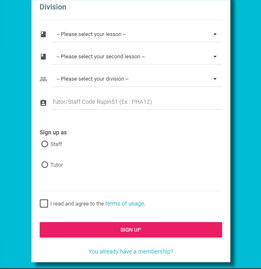 Division
-- Please select your lesson --
-- Please select your second lesson --
-- Please select your division --
Tutor/Staff Code Rupin51 (Ex : PHA12)
Sign up as
Staff
Tutor
I read and agree to the terms of usage.
SIGN UP
You already have a membership?